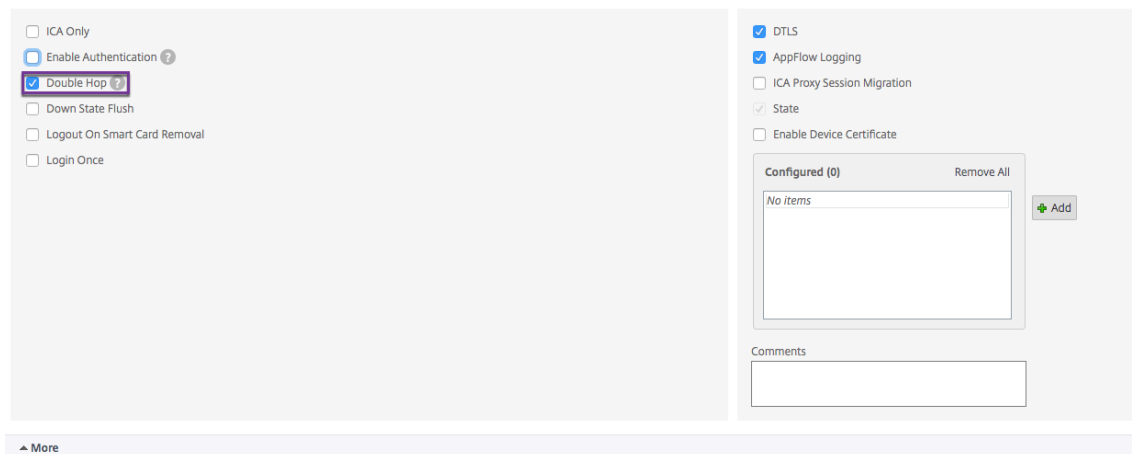 ICA Only
Enable Authentication ?
Double Hop ?
Down State Flush
Logout On Smart Card Removal
Login Once
DTLS
AppFlow Logging
ICA Proxy Session Migration
State
Enable Device Certificate
Configured (0) Remove All
No items
Add
Comments
More